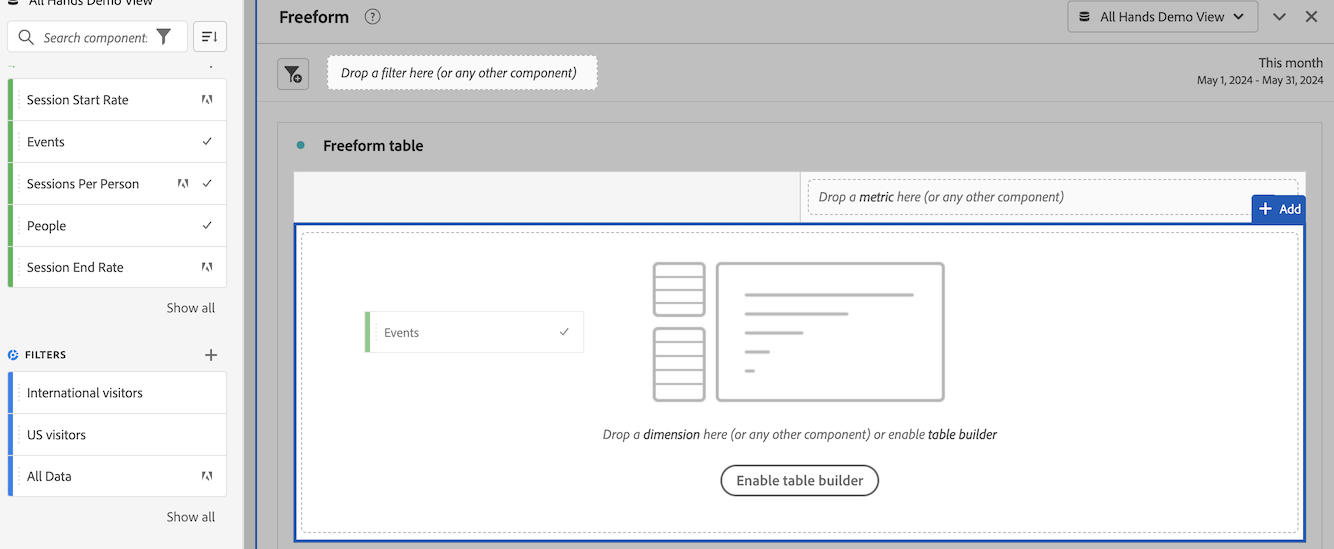 All Hands Demo View
Search component:
Session Start Rate
Events
Sessions Per Person
People
Session End Rate
Show all
FILTERS
International visitors
US visitors
All Data
Show all
Freeform
All Hands Demo View
Drop a filter here (or any other component)
This month
May 1, 2024 - May 31, 2024
Freeform table
Drop a metric here (or any other component)
Add
Events
Drop a dimension here (or any other component) or enable table builder
Enable table builder